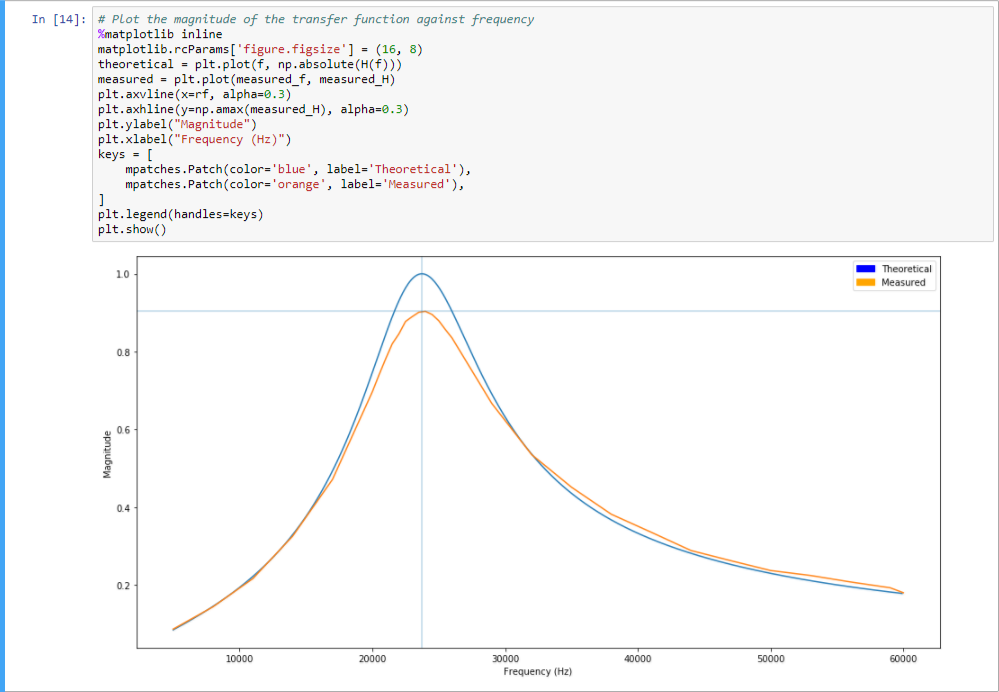 In [14]: # Plot the magnitude of the transfer function against frequency
%matplotlib inline
matplotlib.rcParams['figure.figsize'] = (16, 8)
theoretical = plt.plot(f, np.absolute(H(f)))
measured = plt.plot(measured_f, measured_H)
plt.axvline(x=rf, alpha=0.3)
plt.axhline(y=np.amax(measured_H), alpha=0.3)
plt.ylabel("Magnitude")
plt.xlabel("Frequency (Hz)")
keys = [
    mpatches.Patch(color='blue', label='Theoretical'),
    mpatches.Patch(color='orange', label='Measured'),
]
plt.legend(handles=keys)
plt.show()
Theoretical
Measured
1.0
0.8
0.6
0.4
0.2
Magnitude
10000 20000 30000 40000 50000 60000
Frequency (Hz)